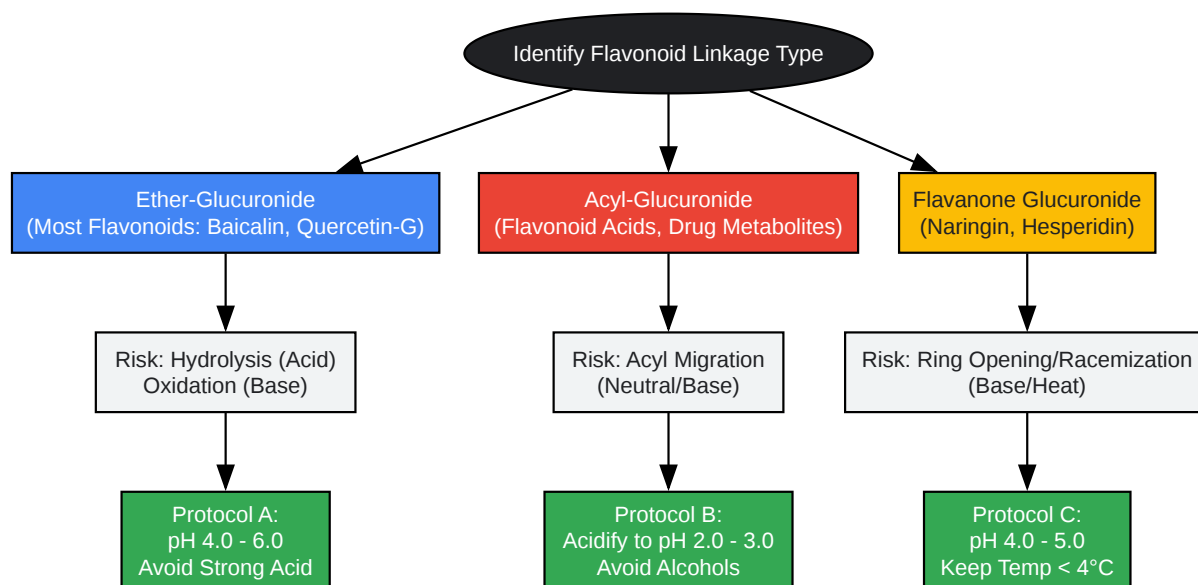 Identify Flavonoid Linkage Type
Ether-Glucuronide
(Most Flavonoids: Baicalin, Quercetin-G)
Acyl-Glucuronide
(Flavonoid Acids, Drug Metabolites)
Flavanone Glucuronide
(Naringin, Hesperidin)
Risk: Hydrolysis (Acid)
Oxidation (Base)
Risk: Acyl Migration
(Neutral/Base)
Risk: Ring Opening/Racemization
(Base/Heat)
Protocol A:
pH 4.0 - 6.0
Avoid Strong Acid
Protocol B:
Acidify to pH 2.0 - 3.0
Avoid Alcohols
Protocol C:
pH 4.0 - 5.0
Keep Temp < 4°C